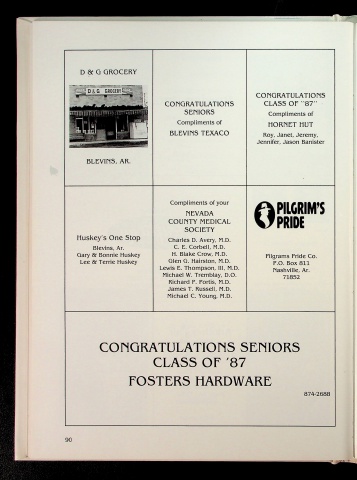 D & G GROCERY
D & G GROCERY
BLEVINS, AR.
CONGRATULATIONS
SENIORS
Compliments of
BLEVINS TEXACO
CONGRATULATIONS
CLASS OF "87"
Compliments of
HORNET HUT
Roy, Janet, Jeremy,
Jennifer, Jason Banister
Huskey's One Stop
Blevins, Ar.
Gary & Bonnie Huskey
Lee & Terrie Huskey
Compliments of your
NEVADA
COUNTY MEDICAL
SOCIETY
Charles D. Avery, M.D.
C. E. Corbell, M.D.
H. Blake Crow, M.D.
Glen G. Hairston, M.D.
Lewis E. Thompson, III, M.D.
Michael W. Tremblay, D.O.
Richard F. Fortis, M.D.
James T. Russell, M.D.
Michael C. Young, M.D.
PILGRIM'S
PRIDE
Pilgrams Pride Co.
P.O. Box 811
Nashville, Ar.
71852
CONGRATULATIONS SENIORS
CLASS OF '87
FOSTERS HARDWARE
874-2688
90